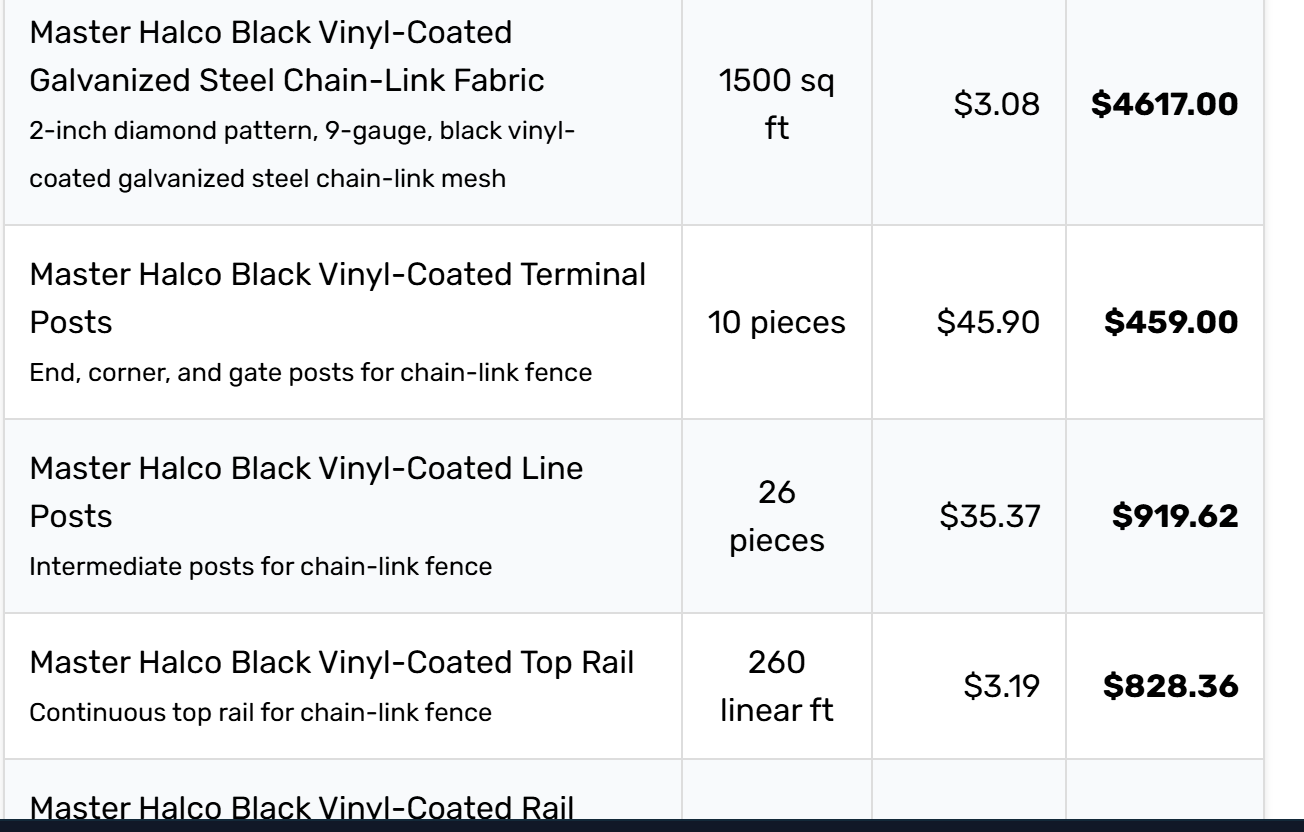 Master Halco Black Vinyl-Coated
Galvanized Steel Chain-Link Fabric
2-inch diamond pattern, 9-gauge, black vinyl-
coated galvanized steel chain-link mesh
1500 sq
ft
$3.08
$4617.00
Master Halco Black Vinyl-Coated Terminal
Posts
End, corner, and gate posts for chain-link fence
10 pieces
$45.90
$459.00
Master Halco Black Vinyl-Coated Line
Posts
Intermediate posts for chain-link fence
26
pieces
$35.37
$919.62
Master Halco Black Vinyl-Coated Top Rail
Continuous top rail for chain-link fence
260
linear ft
$3.19
$828.36
Master Halco Black Vinyl-Coated Rail